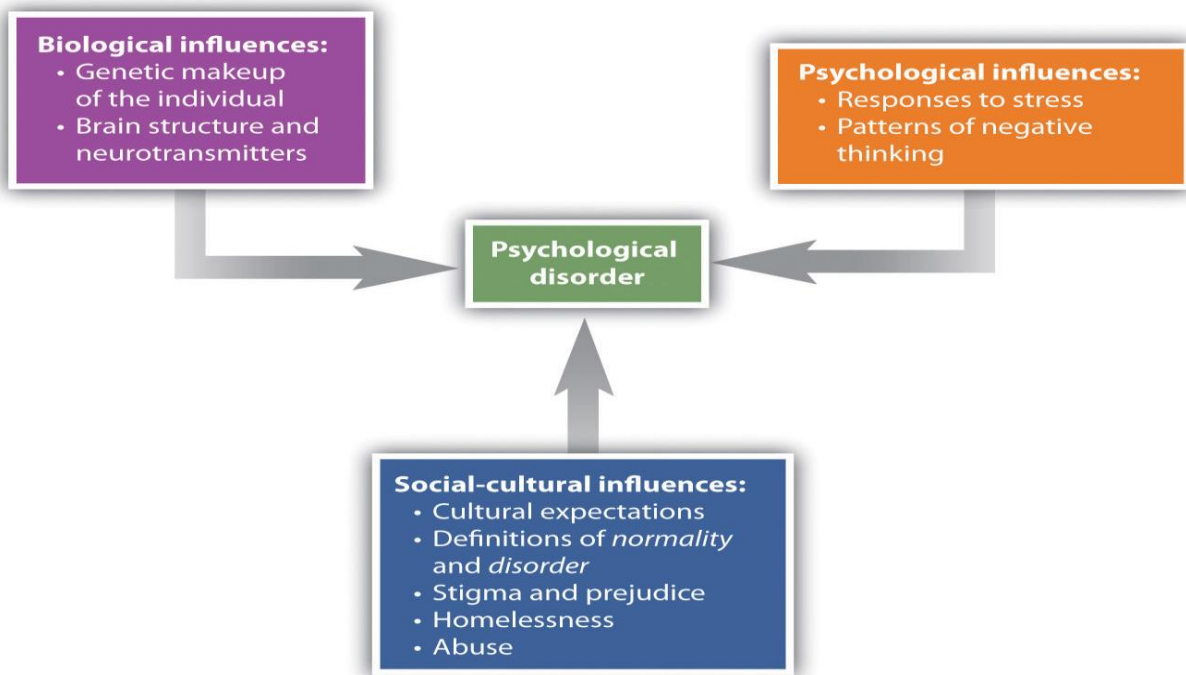 Biological influences:
• Genetic makeup
of the individual
• Brain structure and
neurotransmitters
Psychological influences:
• Responses to stress
• Patterns of negative
thinking
Psychological
disorder
Social-cultural influences:
• Cultural expectations
• Definitions of normality
and disorder
• Stigma and prejudice
• Homelessness
• Abuse